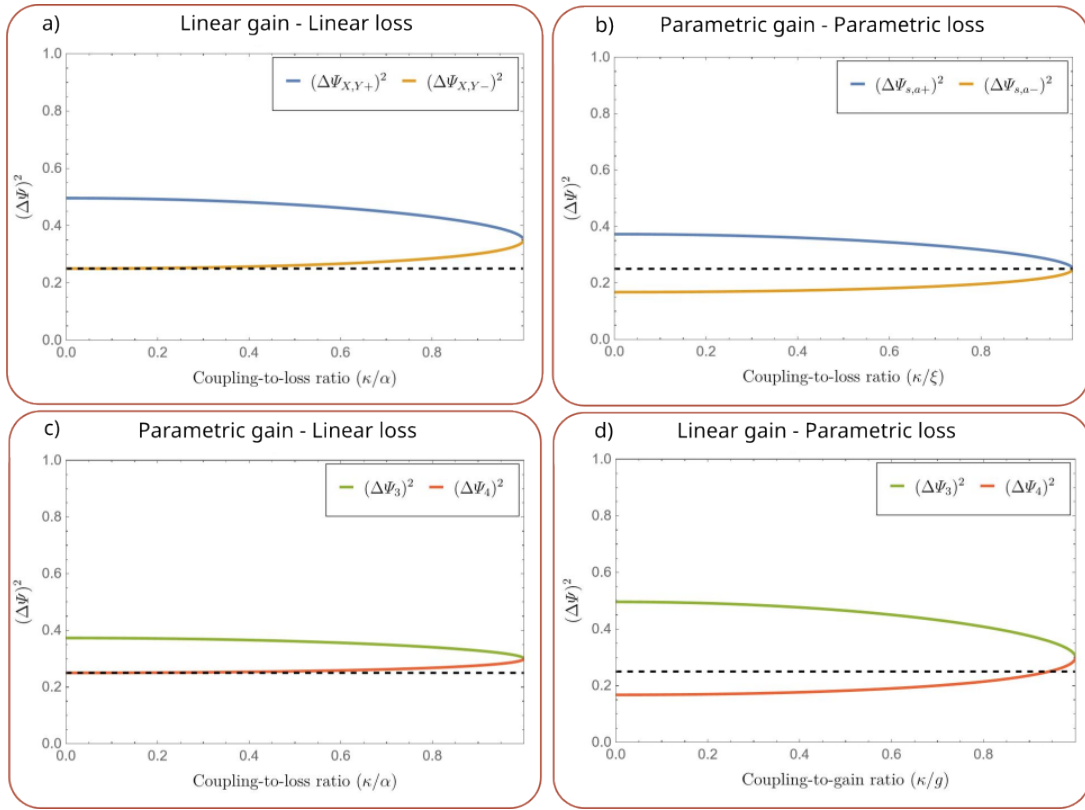 a) Linear gain - Linear loss
(ΔΨ_{X,Y+})² (ΔΨ_{X,Y−})²
1.0
0.8
0.6
0.4
0.2
0.0
(ΔΨ)²
0.0 0.2 0.4 0.6 0.8
Coupling-to-loss ratio (κ/α)
b) Parametric gain - Parametric loss
(ΔΨ_{s,a+})² (ΔΨ_{s,a−})²
1.0
0.8
0.6
0.4
0.2
0.0
(ΔΨ)²
0.0 0.2 0.4 0.6 0.8
Coupling-to-loss ratio (κ/ξ)
c) Parametric gain - Linear loss
(ΔΨ₃)² (ΔΨ₄)²
1.0
0.8
0.6
0.4
0.2
0.0
(ΔΨ)²
0.0 0.2 0.4 0.6 0.8
Coupling-to-loss ratio (κ/α)
d) Linear gain - Parametric loss
(ΔΨ₃)² (ΔΨ₄)²
1.0
0.8
0.6
0.4
0.2
0.0
(ΔΨ)²
0.0 0.2 0.4 0.6 0.8
Coupling-to-gain ratio (κ/g)